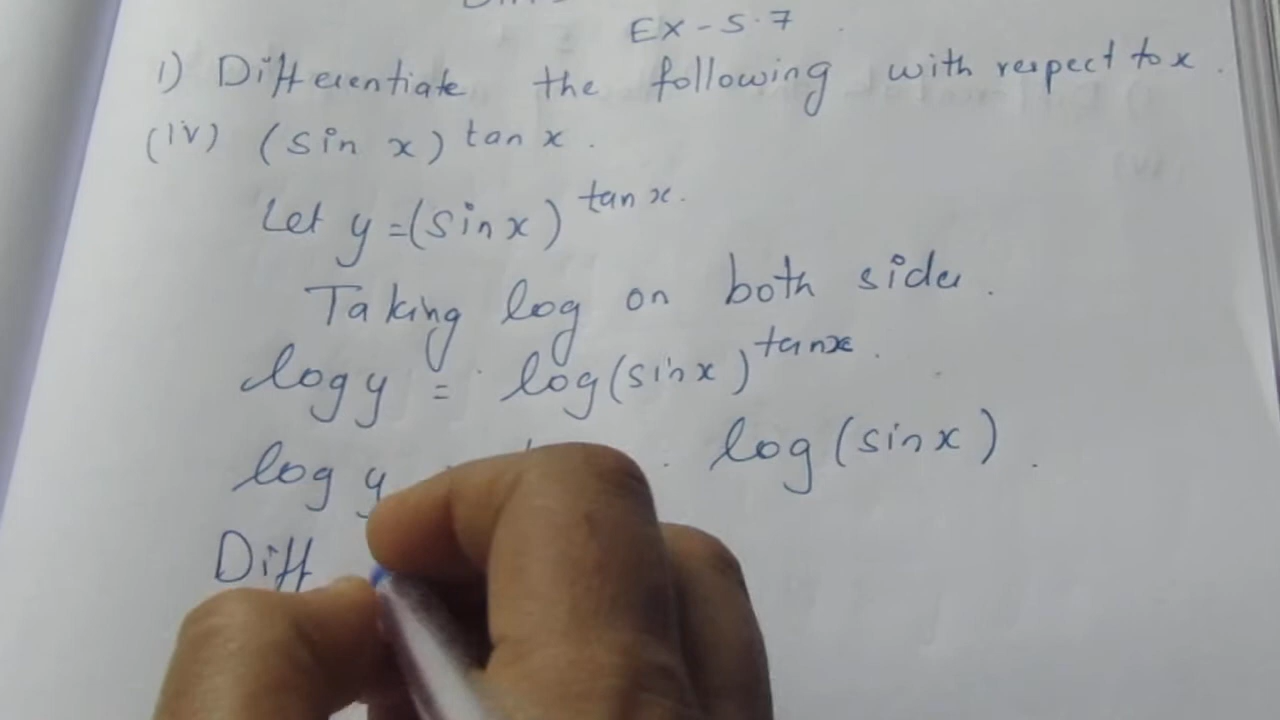 EX - 5.7
1) Differentiate the following with respect to x.
(iv) (sin x) tan x.
Let y = (sin x) tan x.
Taking log on both side.
log y = log (sin x) tan x.
log y . log (sin x).
Diff